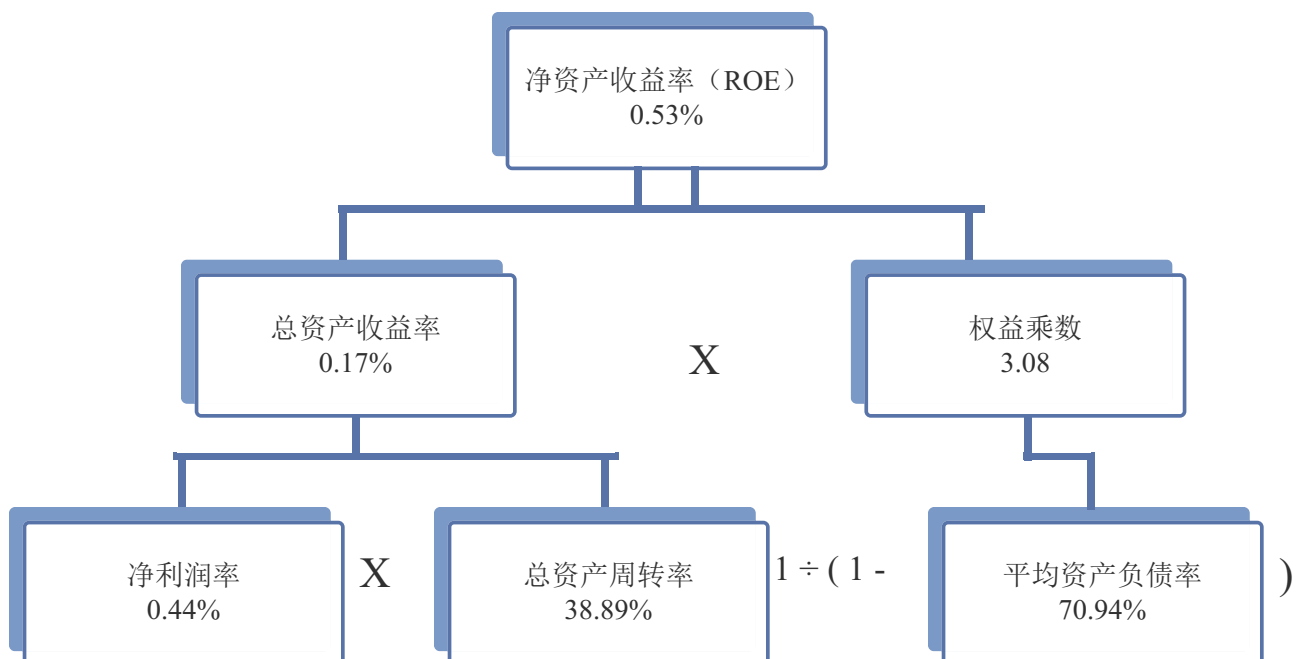 净资产收益率（ROE）
0.53%
总资产收益率
0.17%
X
权益乘数
3.08
净利润率
0.44%
X
总资产周转率
38.89%
1 ÷ ( 1 -
平均资产负债率
70.94%
)